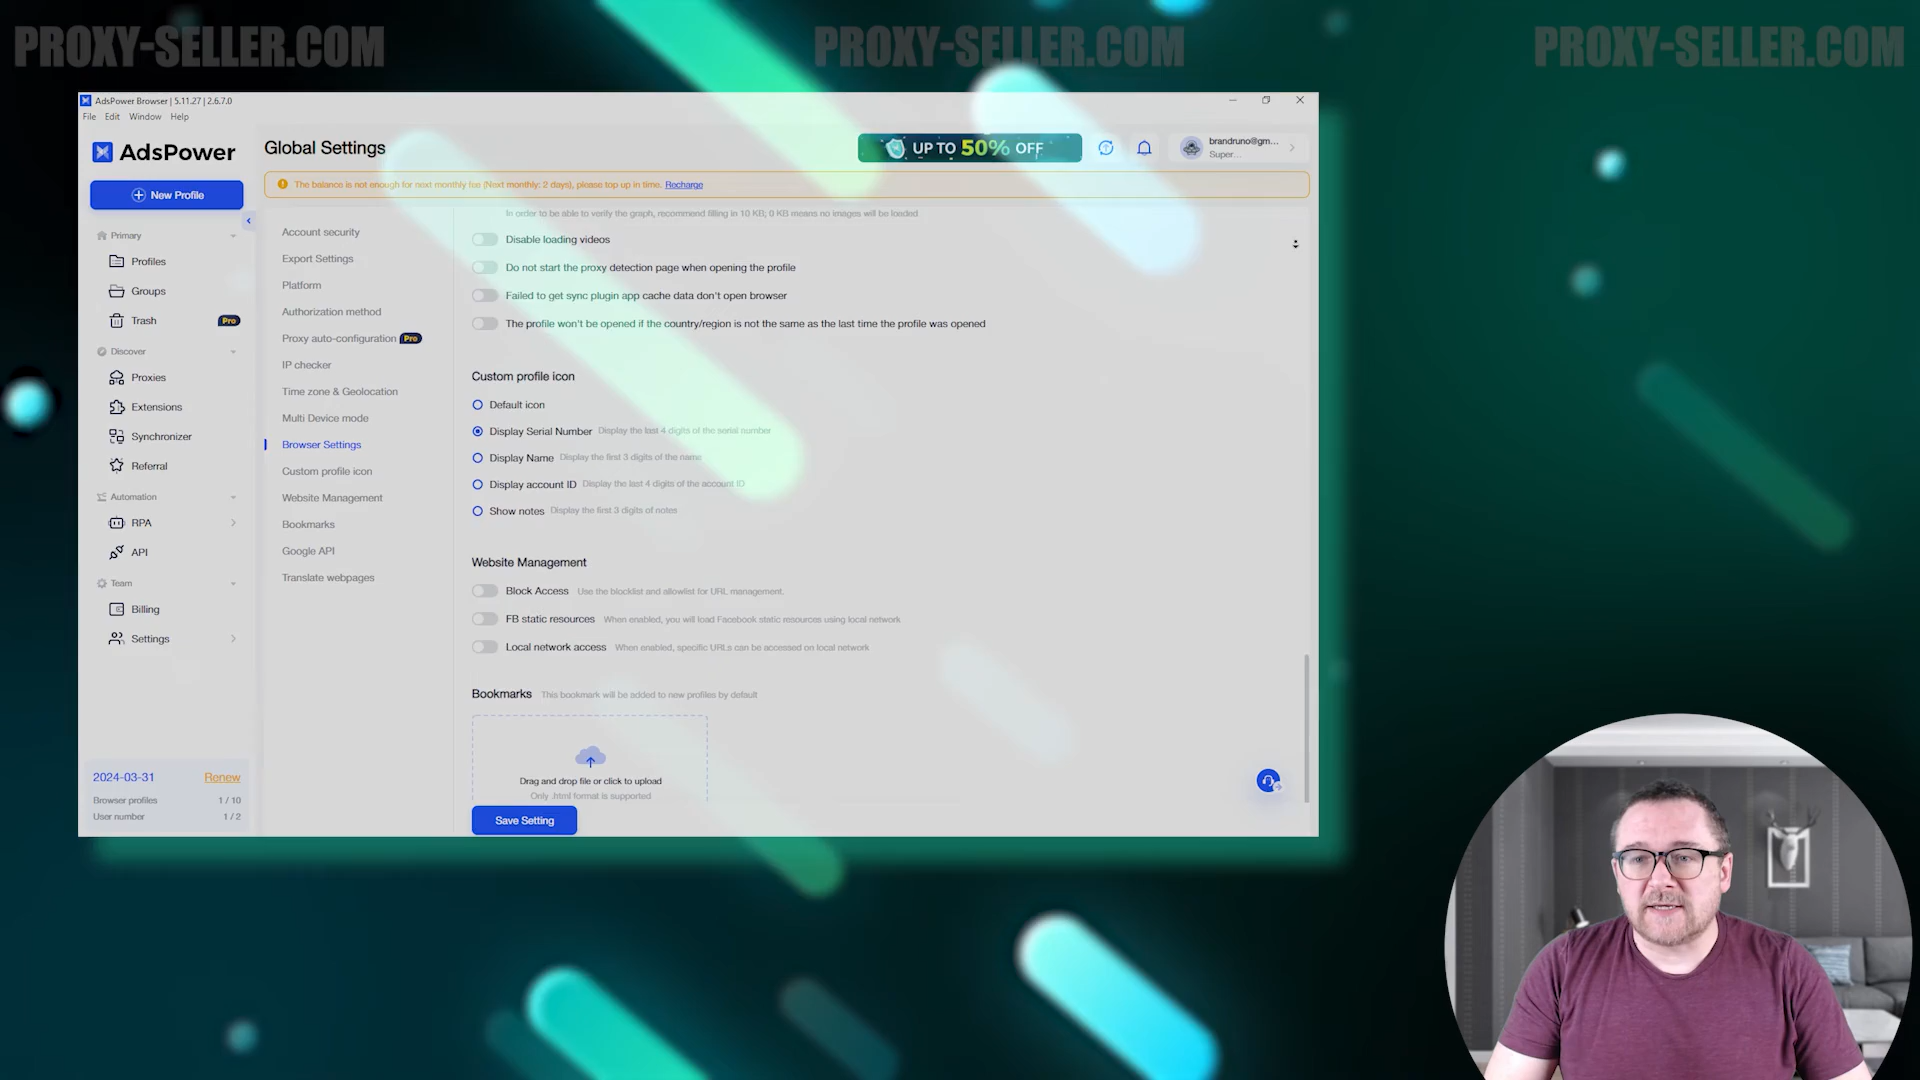 PROXY-SELLER.COM PROXY-SELLER.COM PROXY-SELLER.COM
AdsPower Browser | 5.11.27 | 2.6.7.0
File Edit Window Help
AdsPower
Global Settings
UP TO 50% OFF
brandruno@gm...
Super...
New Profile
The balance is not enough for next monthly fee (Next monthly: 2 days), please top up in time. Recharge
Primary
Profiles
Groups
Trash Pro
Discover
Proxies
Extensions
Synchronizer
Referral
Automation
RPA
API
Team
Billing
Settings
2024-03-31 Renew
Browser profiles 1 / 10
User number 1 / 2
Account security
Export Settings
Platform
Authorization method
Proxy auto-configuration Pro
IP checker
Time zone & Geolocation
Multi Device mode
Browser Settings
Custom profile icon
Website Management
Bookmarks
Google API
Translate webpages
In order to be able to verify the graph, recommend filling in 10 KB; 0 KB means no images will be loaded
Disable loading videos
Do not start the proxy detection page when opening the profile
Failed to get sync plugin app cache data don't open browser
The profile won't be opened if the country/region is not the same as the last time the profile was opened
Custom profile icon
Default icon
Display Serial Number Display the last 4 digits of the serial number
Display Name Display the first 3 digits of the name
Display account ID Display the last 4 digits of the account ID
Show notes Display the first 3 digits of notes
Website Management
Block Access Use the blocklist and allowlist for URL management.
FB static resources When enabled, you will load Facebook static resources using local network
Local network access When enabled, specific URLs can be accessed on local network
Bookmarks This bookmark will be added to new profiles by default
Drag and drop file or click to upload
Only .html format is supported
Save Setting